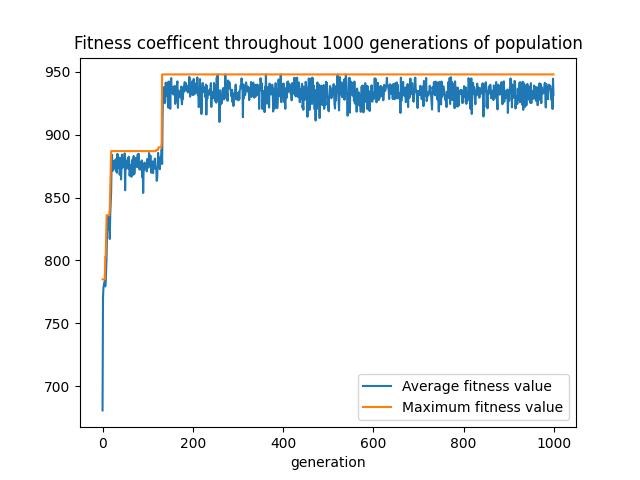 Fitness coefficent throughout 1000 generations of population
950
900
850
800
750
700
0 200 400 600 800 1000
generation
Average fitness value
Maximum fitness value